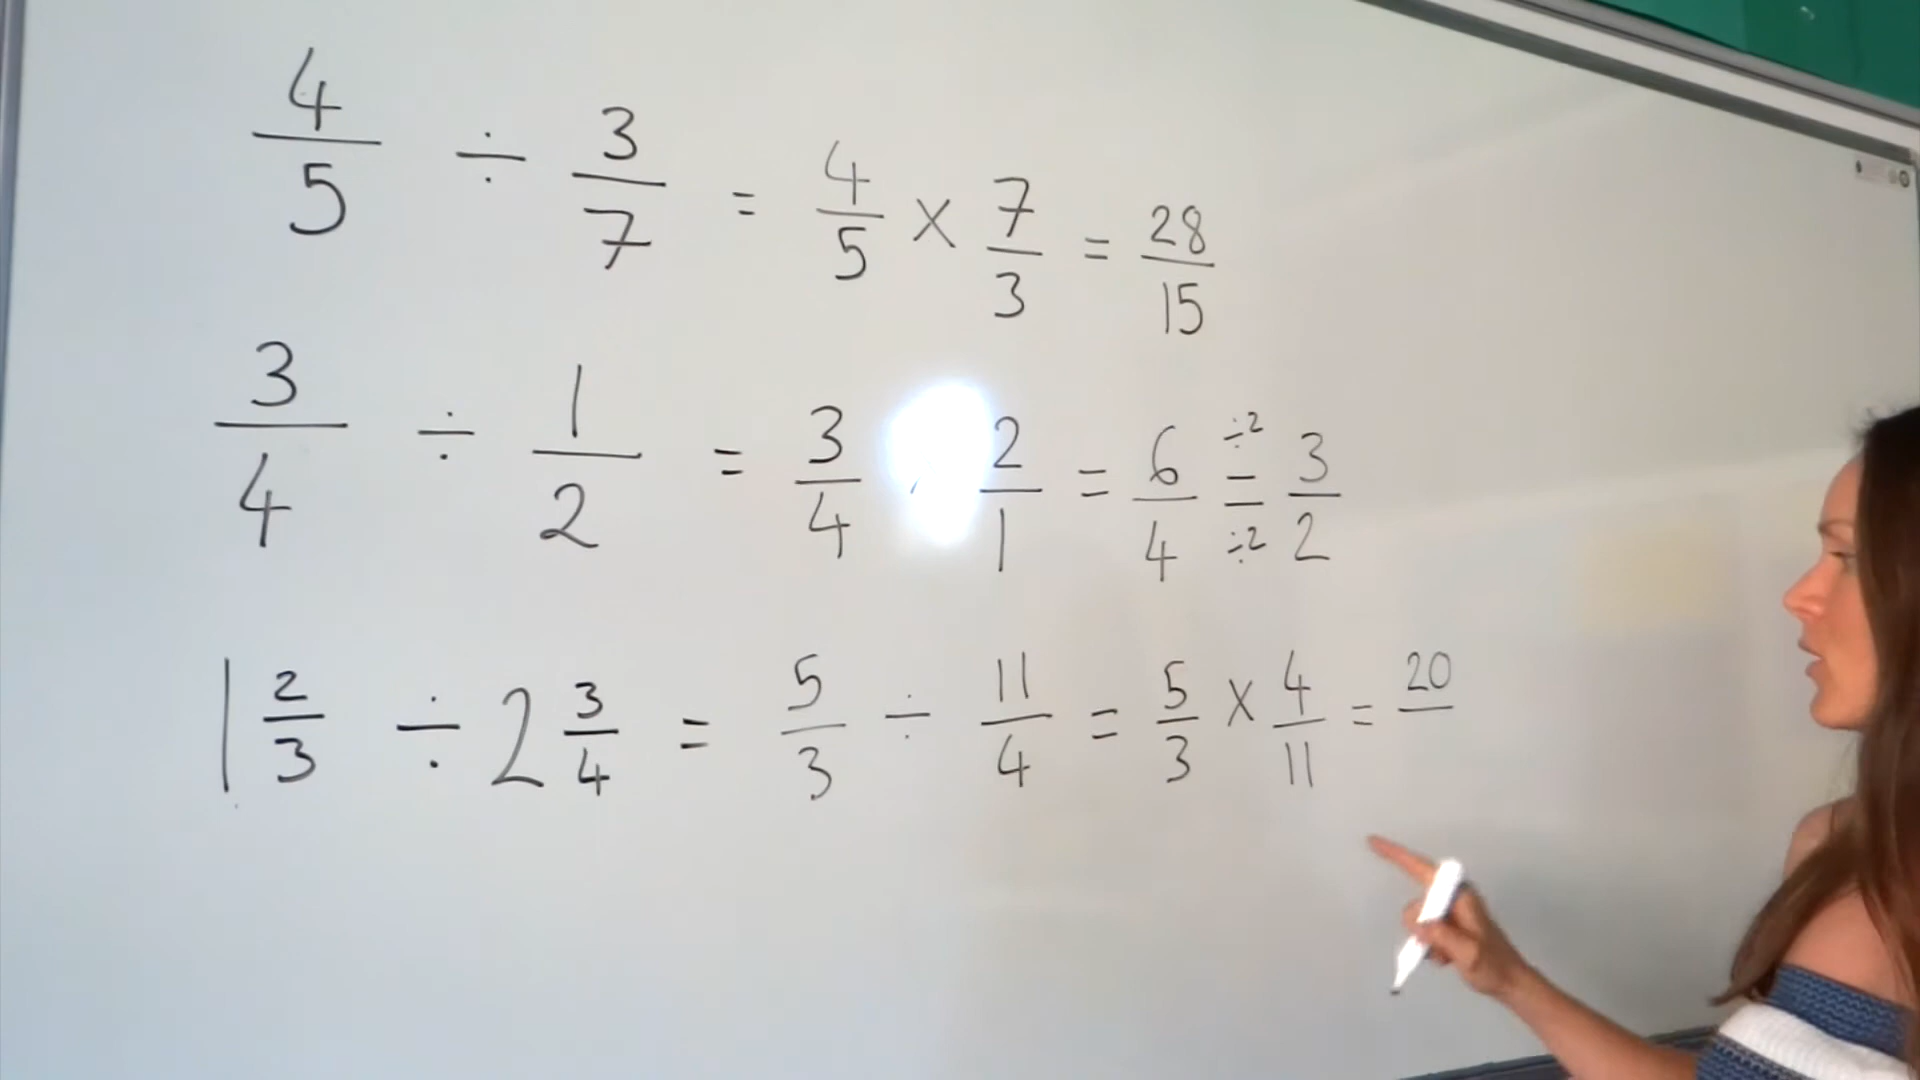 4/5 ÷ 3/7 = 4/5 × 7/3 = 28/15
3/4 ÷ 1/2 = 3/4 2/1 = 6/4 ÷2 = ÷2 3/2
1 2/3 ÷ 2 3/4 = 5/3 ÷ 11/4 = 5/3 × 4/11 = 20/